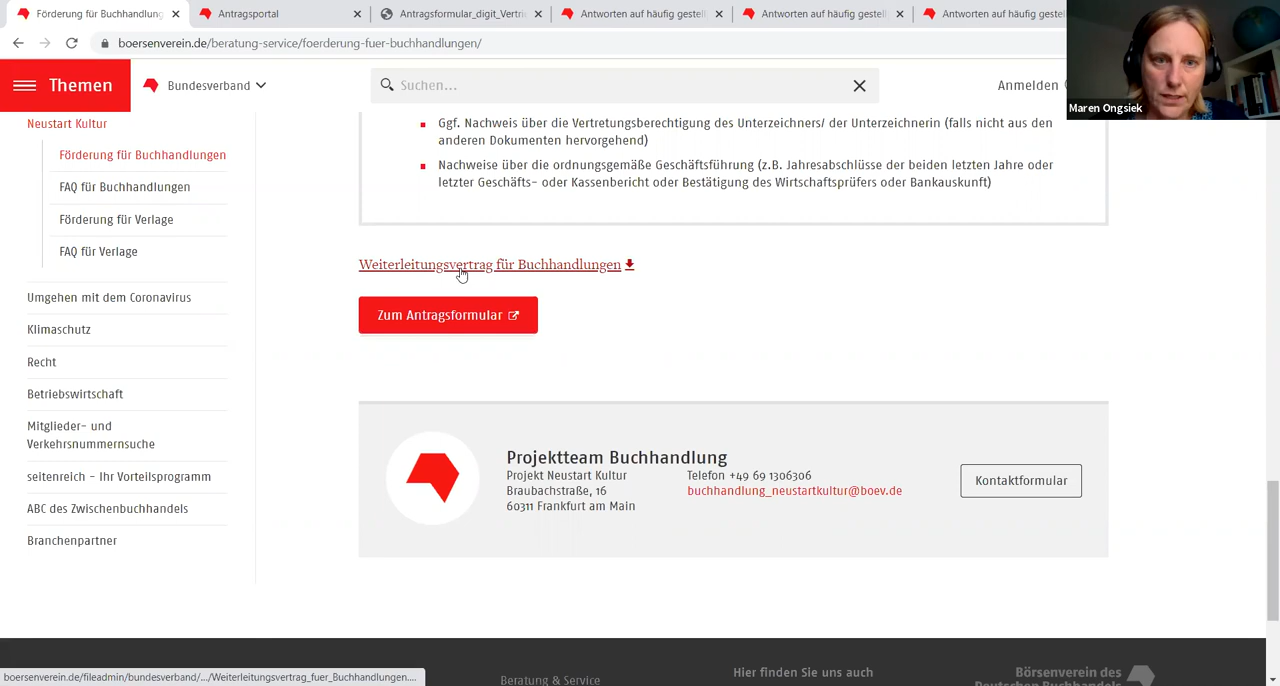 Förderung für Buchhandlung
Antragsportal
Antragsformular_digit_Vertrie
Antworten auf häufig gestell
Antworten auf häufig gestell
Antworten auf häufig gestel
boersenverein.de/beratung-service/foerderung-fuer-buchhandlungen/
Themen
Bundesverband
Suchen...
Anmelden
Maren Ongsiek
Neustart Kultur
Förderung für Buchhandlungen
FAQ für Buchhandlungen
Förderung für Verlage
FAQ für Verlage
Umgehen mit dem Coronavirus
Klimaschutz
Recht
Betriebswirtschaft
Mitglieder- und
Verkehrsnummernsuche
seitenreich - Ihr Vorteilsprogramm
ABC des Zwischenbuchhandels
Branchenpartner
Ggf. Nachweis über die Vertretungsberechtigung des Unterzeichners/ der Unterzeichnerin (falls nicht aus den
anderen Dokumenten hervorgehend)
Nachweise über die ordnungsgemäße Geschäftsführung (z.B. Jahresabschlüsse der beiden letzten Jahre oder
letzter Geschäfts- oder Kassenbericht oder Bestätigung des Wirtschaftsprüfers oder Bankauskunft)
Weiterleitungsvertrag für Buchhandlungen
Zum Antragsformular
Projektteam Buchhandlung
Projekt Neustart Kultur
Braubachstraße, 16
60311 Frankfurt am Main
Telefon +49 69 1306306
buchhandlung_neustartkultur@boev.de
Kontaktformular
boersenverein.de/fileadmin/bundesverband/.../Weiterleitungsvertrag_fuer_Buchhandlungen....
Beratung & Service
Hier finden Sie uns auch
Börsenverein des
Deutschen Buchhandels